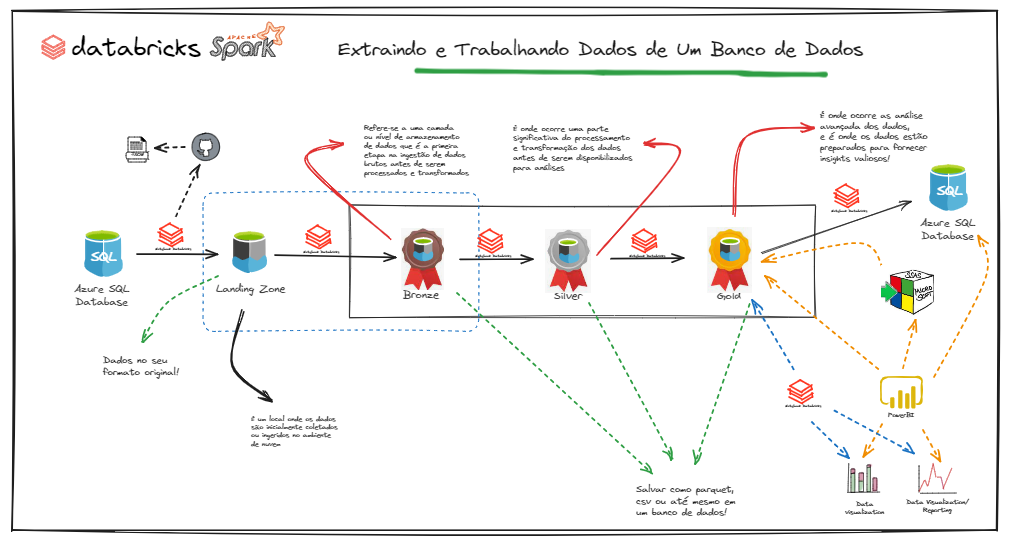 databricks
APACHE
Spark
Extraindo e Trabalhando Dados de Um Banco de Dados
Refere-se a uma camada
ou nível de armazenamento
de dados que é a primeira
etapa na ingestão de dados
brutos antes de serem
processados e transformados
É onde ocorre uma parte
significativa do processamento
e transformação dos dados
antes de serem disponibilizados
para análises
É onde ocorre as análise
avançada dos dados,
e é onde os dados estão
preparados para fornecer
insights valiosos!
SQL
Azure SQL
Database
Landing Zone
Bronze
Silver
Gold
SQL
Azure SQL
Database
SSAS
MICRO
SOFT
Dados no seu
formato original!
É um local onde os dados
são inicialmente coletados
ou ingeridos no ambiente
de nuvem
Salvar como parquet,
csv ou até mesmo em
um banco de dados!
PowerBI
Data
Visualization
Data Visualization/
Reporting